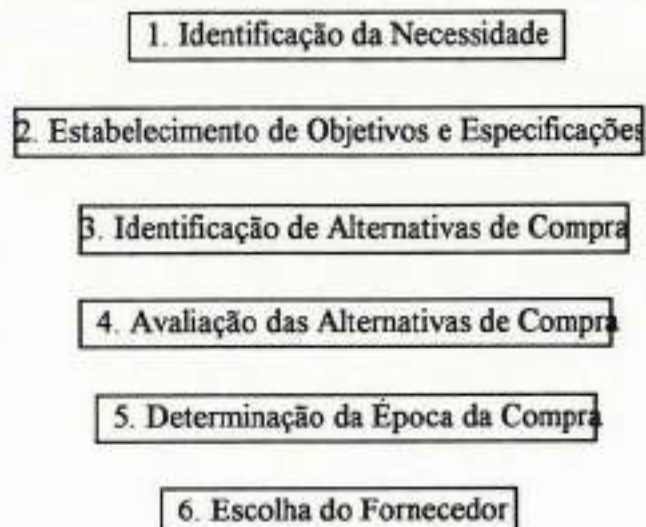 1. Identificação da Necessidade
2. Estabelecimento de Objetivos e Especificações
3. Identificação de Alternativas de Compra
4. Avaliação das Alternativas de Compra
5. Determinação da Época da Compra
6. Escolha do Fornecedor